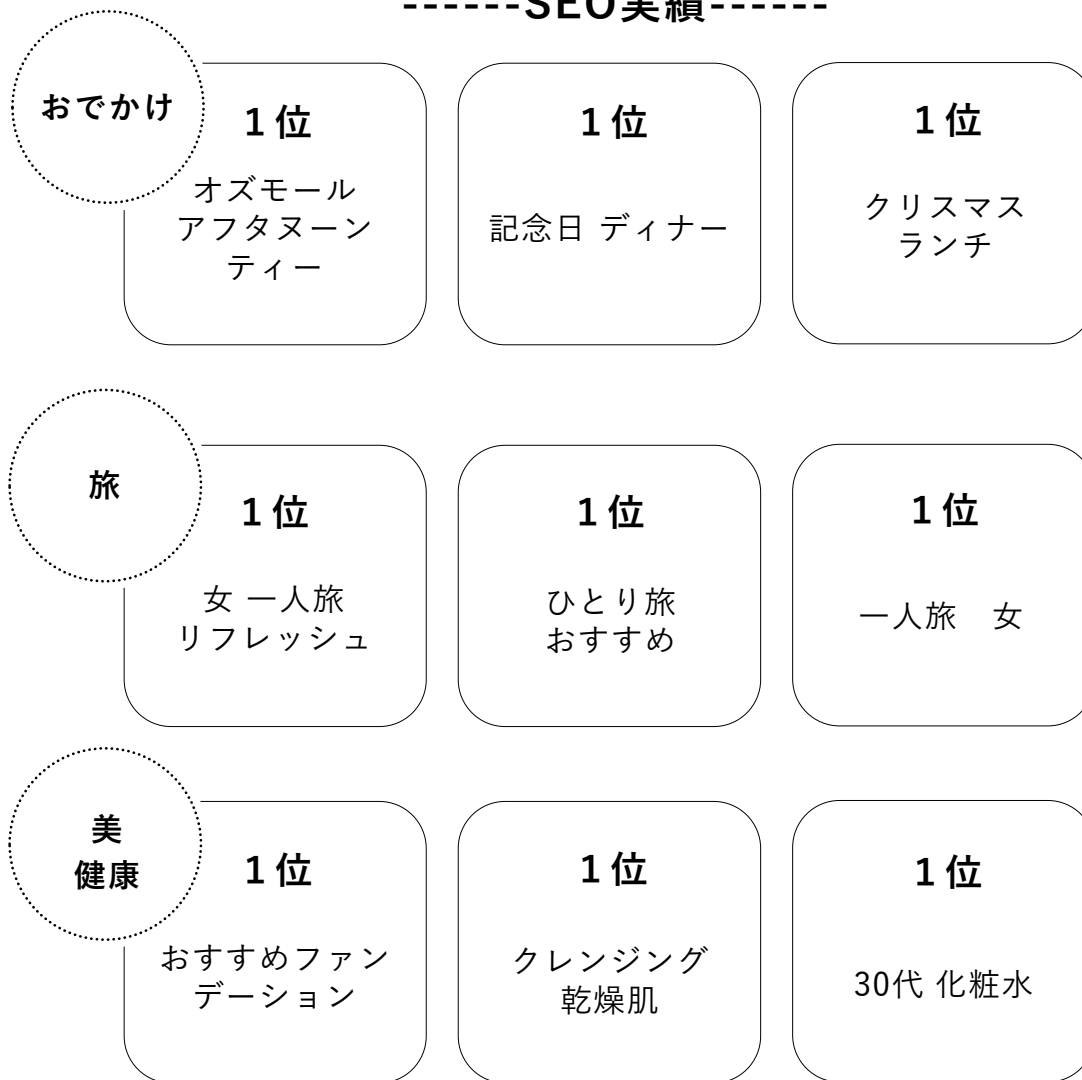 ------SEO実績------
おでかけ
1位
オズモール
アフタヌーン
ティー
1位
記念日 ディナー
1位
クリスマス
ランチ
旅
1位
女 一人旅
リフレッシュ
1位
ひとり旅
おすすめ
1位
一人旅　女
美
健康
1位
おすすめファン
デーション
1位
クレンジング
乾燥肌
1位
30代 化粧水